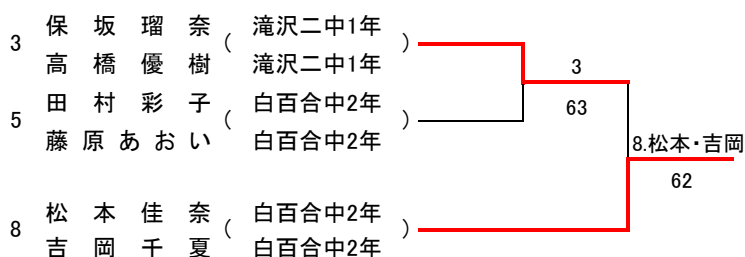 保坂瑠奈 滝沢二中1年
3 ( ) 3
高橋優樹 滝沢二中1年
田村彩子 白百合中2年 63
5 ( )
藤原あおい 白百合中2年 8.松本・吉岡
62
松本佳奈 白百合中2年
8 ( )
吉岡千夏 白百合中2年